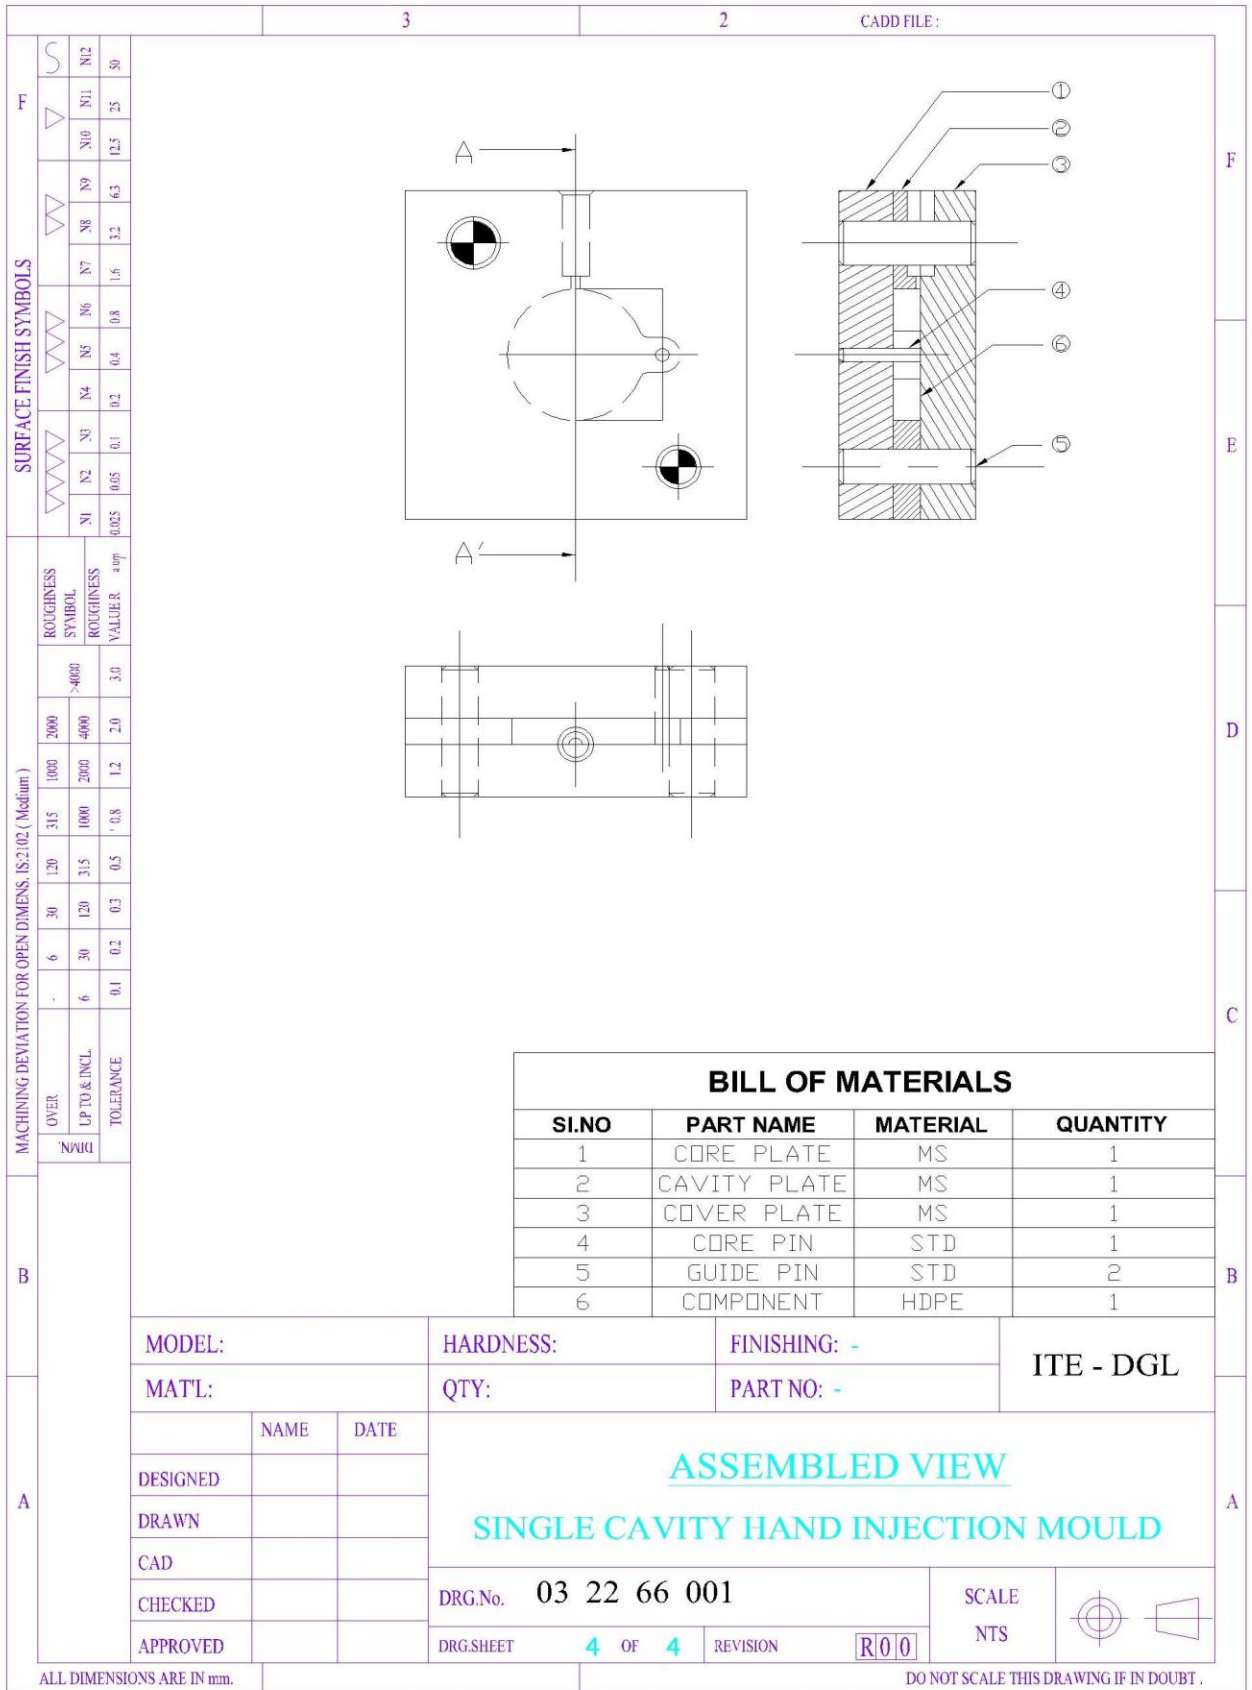 3 2 CADD FILE :
F
SURFACE FINISH SYMBOLS
N12 50
N11 25
N10 12.5
N9 6.3
N8 3.2
N7 1.6
N6 0.8
N5 0.4
N4 0.2
N3 0.1
N2 0.05
N1 0.025
ROUGHNESS SYMBOL
ROUGHNESS VALUE R a um
MACHINING DEVIATION FOR OPEN DIMENS. IS:2102 ( Medium )
DIMN.
OVER - 6 30 120 315 1000 2000
UP TO & INCL. 6 30 120 315 1000 2000 4000 >4000
TOLERANCE 0.1 0.2 0.3 0.5 0.8 1.2 2.0 3.0
B
A
A
A'
1
2
3
4
6
5
F
E
D
C
B
A
BILL OF MATERIALS
SI.NO PART NAME MATERIAL QUANTITY
1 CORE PLATE MS 1
2 CAVITY PLATE MS 1
3 COVER PLATE MS 1
4 CORE PIN STD 1
5 GUIDE PIN STD 2
6 COMPONENT HDPE 1
MODEL: HARDNESS: FINISHING: -
MAT'L: QTY: PART NO: -
ITE - DGL
NAME DATE
DESIGNED
DRAWN
CAD
CHECKED
APPROVED
ASSEMBLED VIEW
SINGLE CAVITY HAND INJECTION MOULD
DRG.No. 03 22 66 001
SCALE
NTS
DRG.SHEET 4 OF 4 REVISION R00
ALL DIMENSIONS ARE IN mm.
DO NOT SCALE THIS DRAWING IF IN DOUBT .